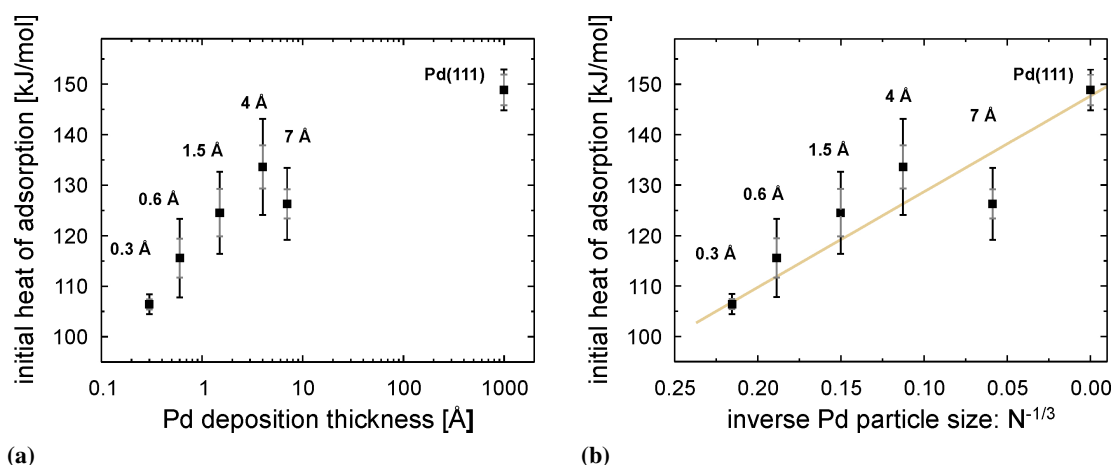 initial heat of adsorption [kJ/mol]
150
140
130
120
110
100
0.3 Å
0.6 Å
1.5 Å
4 Å
7 Å
Pd(111)
0.1
1
10
100
1000
Pd deposition thickness [Å]
(a)
initial heat of adsorption [kJ/mol]
150
140
130
120
110
100
0.3 Å
0.6 Å
1.5 Å
4 Å
7 Å
Pd(111)
0.25
0.20
0.15
0.10
0.05
0.00
inverse Pd particle size: N-1/3
(b)